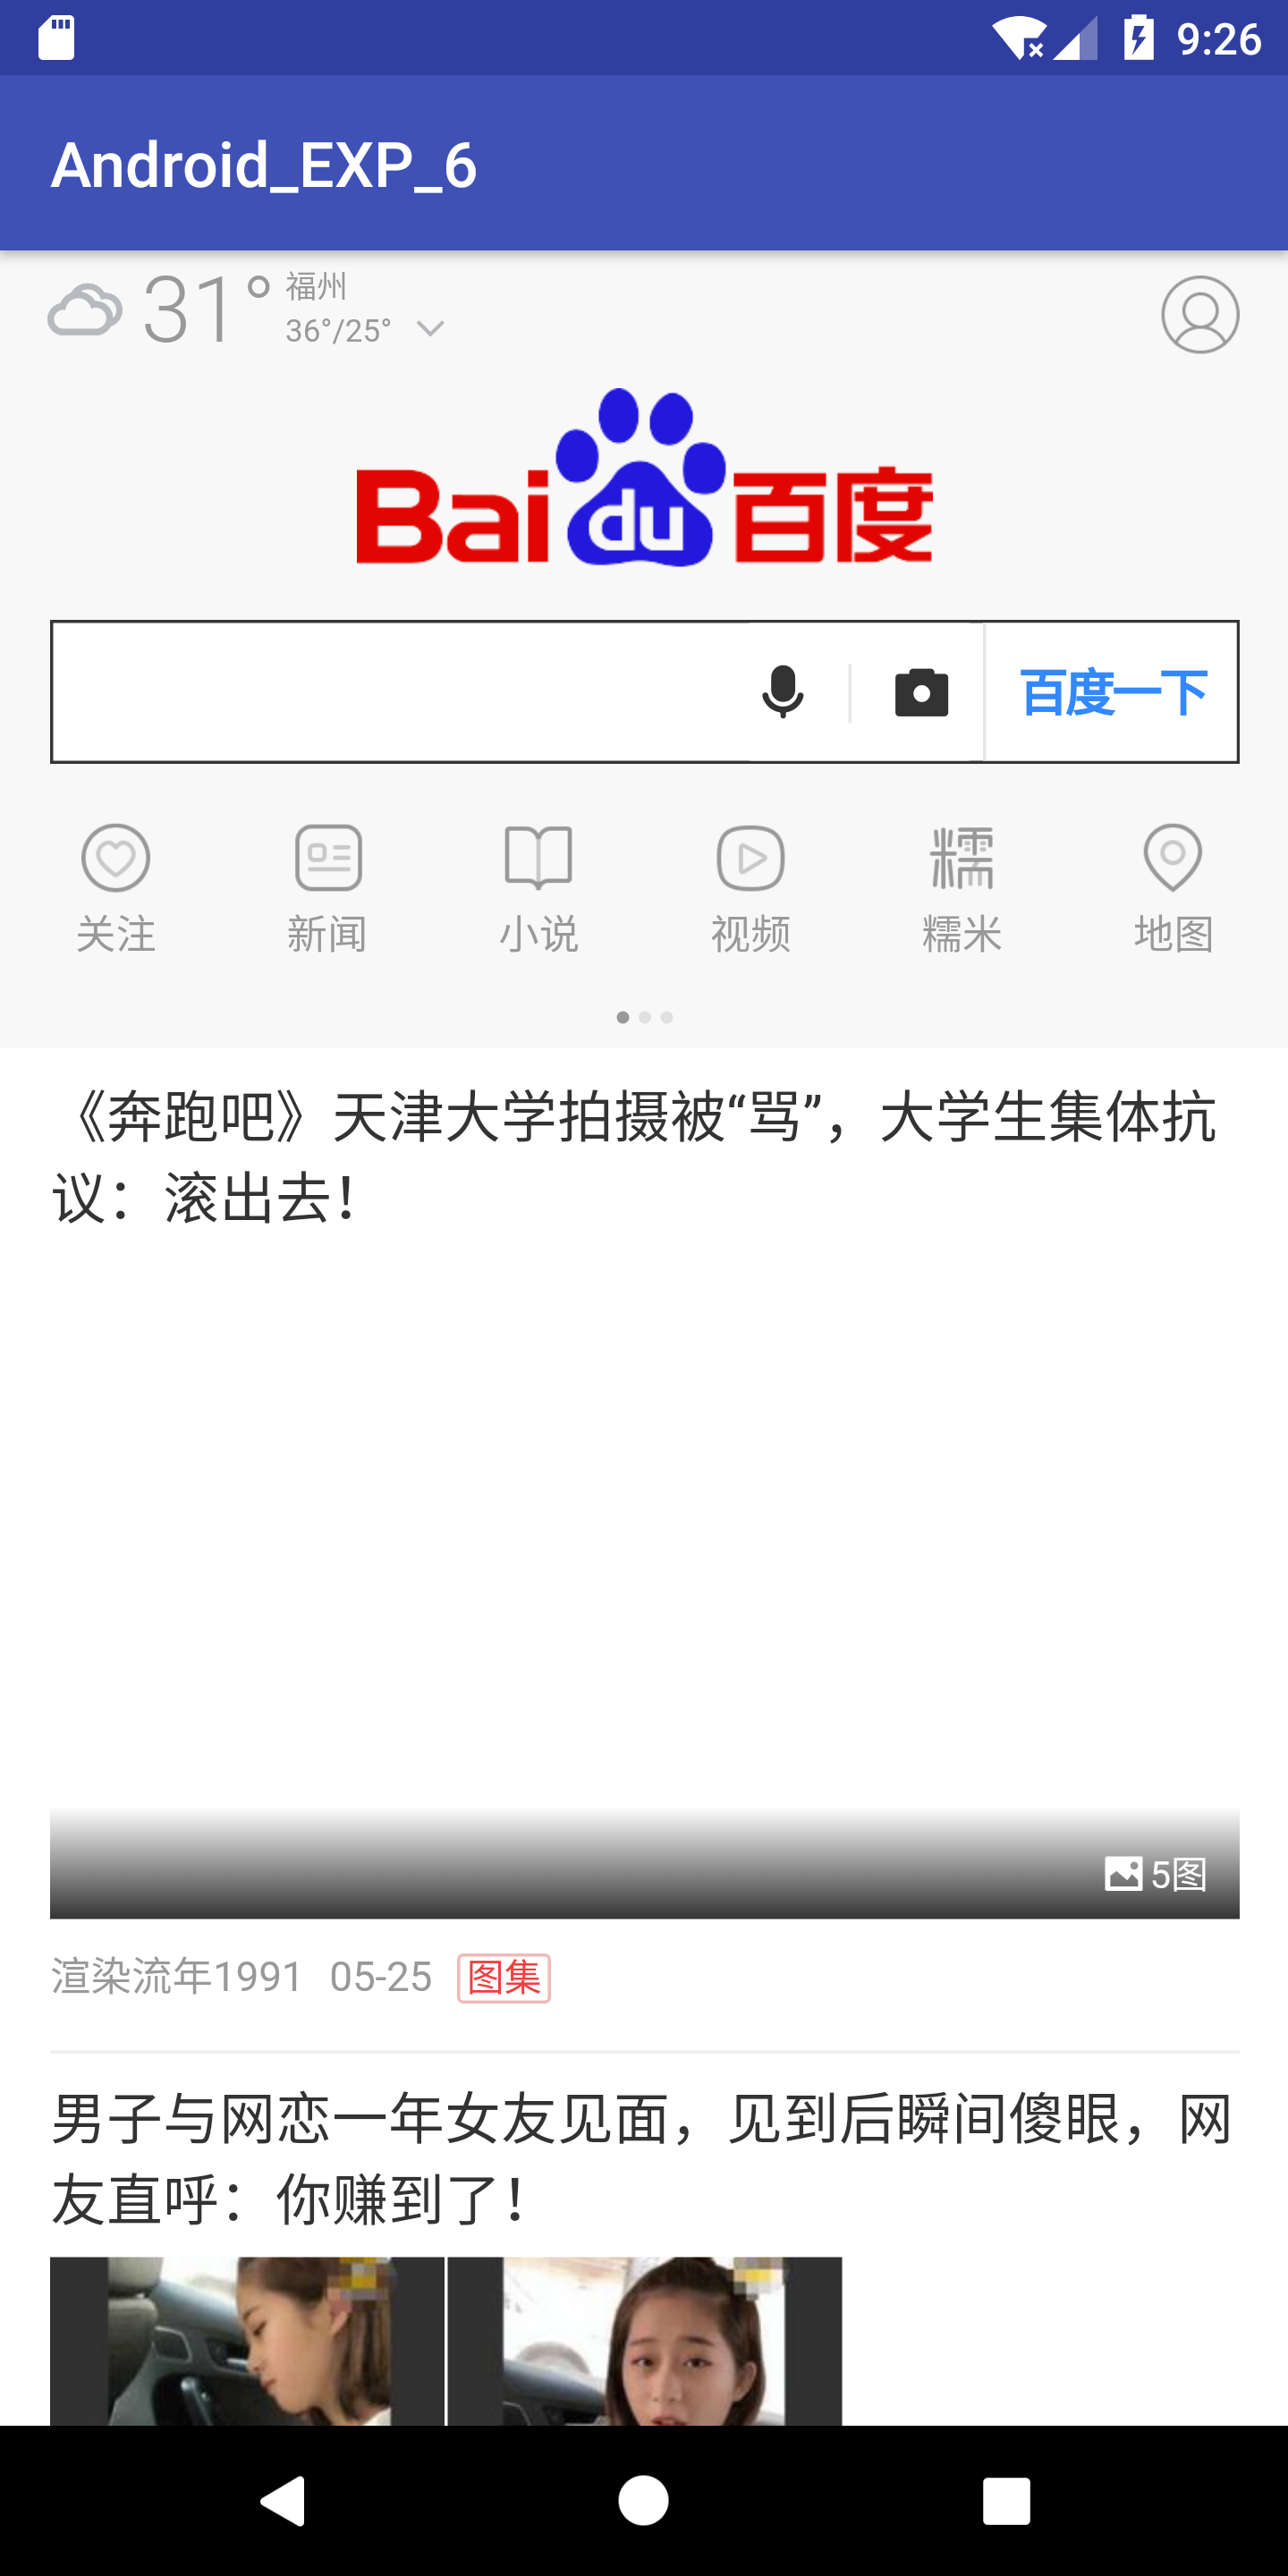 9:26
Android_EXP_6
31°
福州
36°/25°
Bai du 百度
百度一下
关注 新闻 小说 视频 糯米 地图
《奔跑吧》天津大学拍摄被“骂”，大学生集体抗
议：滚出去！
5图
渲染流年1991 05-25 图集
男子与网恋一年女友见面，见到后瞬间傻眼，网
友直呼：你赚到了！